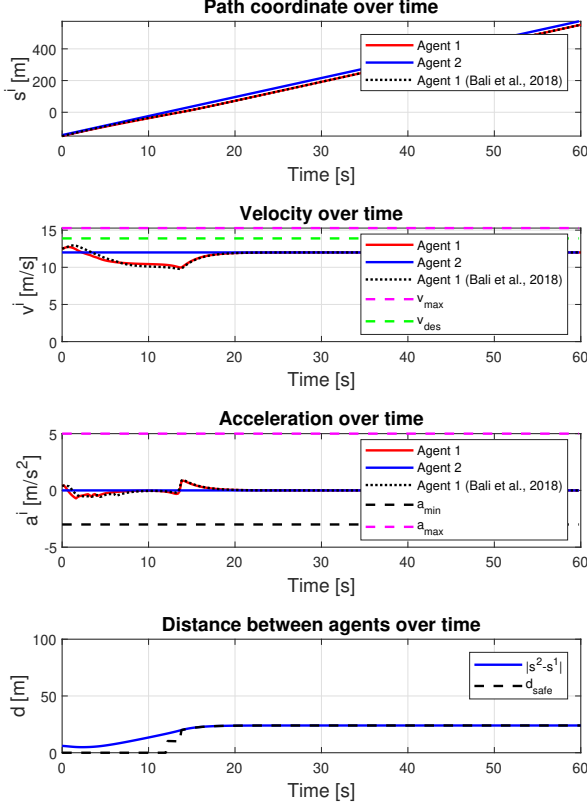 Path coordinate over time
s^i [m]
400
200
0
0 10 20 30 40 50 60
Time [s]
Agent 1
Agent 2
Agent 1 (Bali et al., 2018)
Velocity over time
v^i [m/s]
15
10
5
0
0 10 20 30 40 50 60
Time [s]
Agent 1
Agent 2
Agent 1 (Bali et al., 2018)
v_max
v_des
Acceleration over time
a^i [m/s^2]
5
0
-5
0 10 20 30 40 50 60
Time [s]
Agent 1
Agent 2
Agent 1 (Bali et al., 2018)
a_min
a_max
Distance between agents over time
d [m]
100
50
0
0 10 20 30 40 50 60
Time [s]
|s^2-s^1|
d_safe